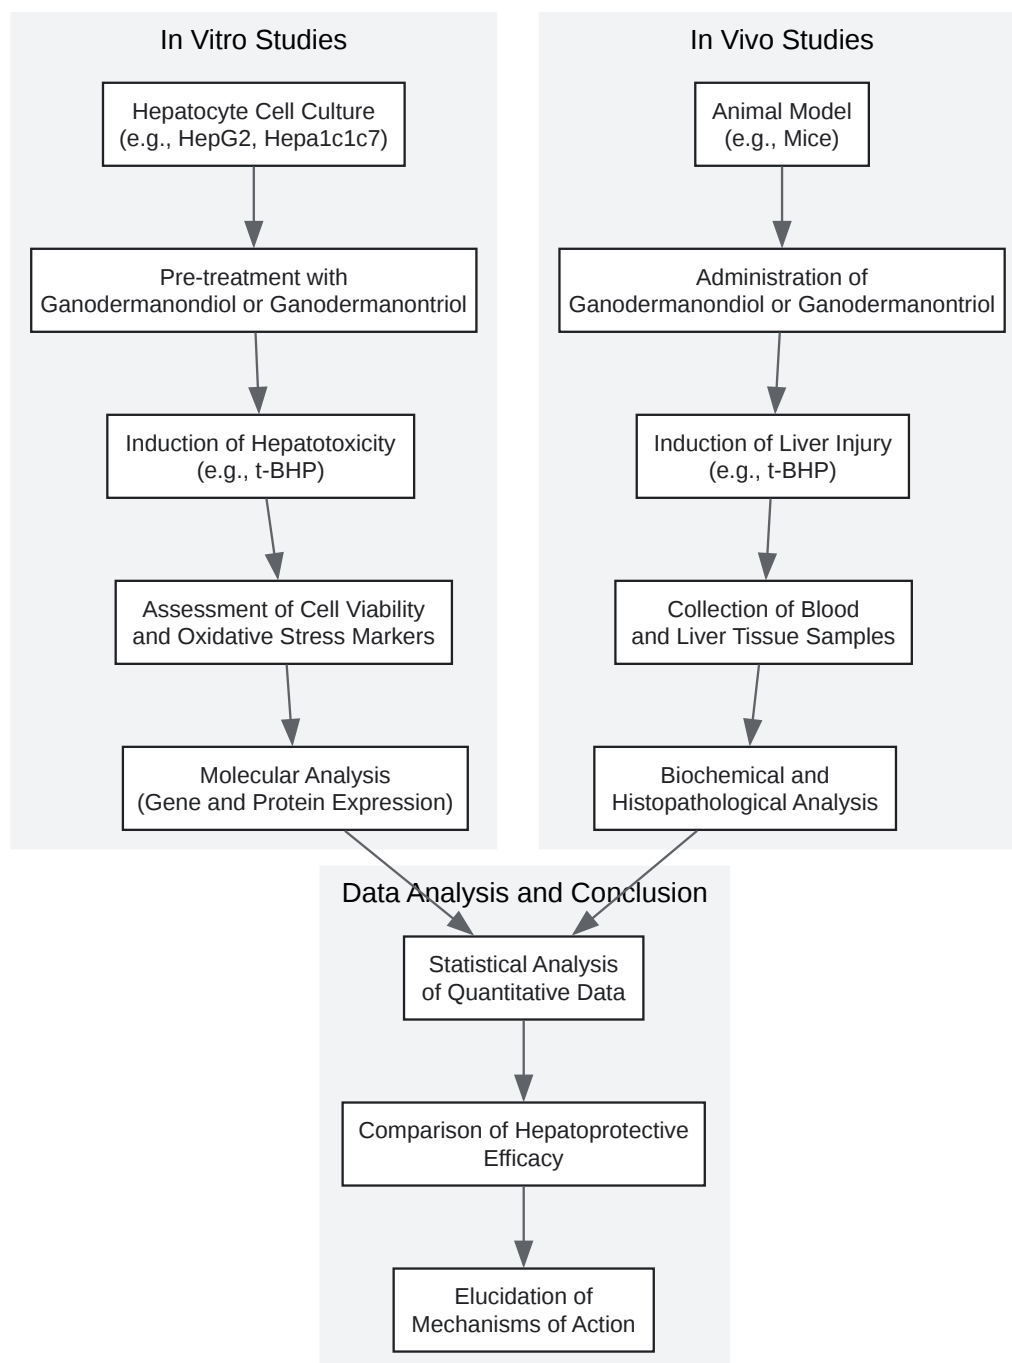 In Vitro Studies
Hepatocyte Cell Culture
(e.g., HepG2, Hepa1c1c7)
Pre-treatment with
Ganodermanondiol or Ganodermanontriol
Induction of Hepatotoxicity
(e.g., t-BHP)
Assessment of Cell Viability
and Oxidative Stress Markers
Molecular Analysis
(Gene and Protein Expression)
In Vivo Studies
Animal Model
(e.g., Mice)
Administration of
Ganodermanondiol or Ganodermanontriol
Induction of Liver Injury
(e.g., t-BHP)
Collection of Blood
and Liver Tissue Samples
Biochemical and
Histopathological Analysis
Data Analysis and Conclusion
Statistical Analysis
of Quantitative Data
Comparison of Hepatoprotective
Efficacy
Elucidation of
Mechanisms of Action